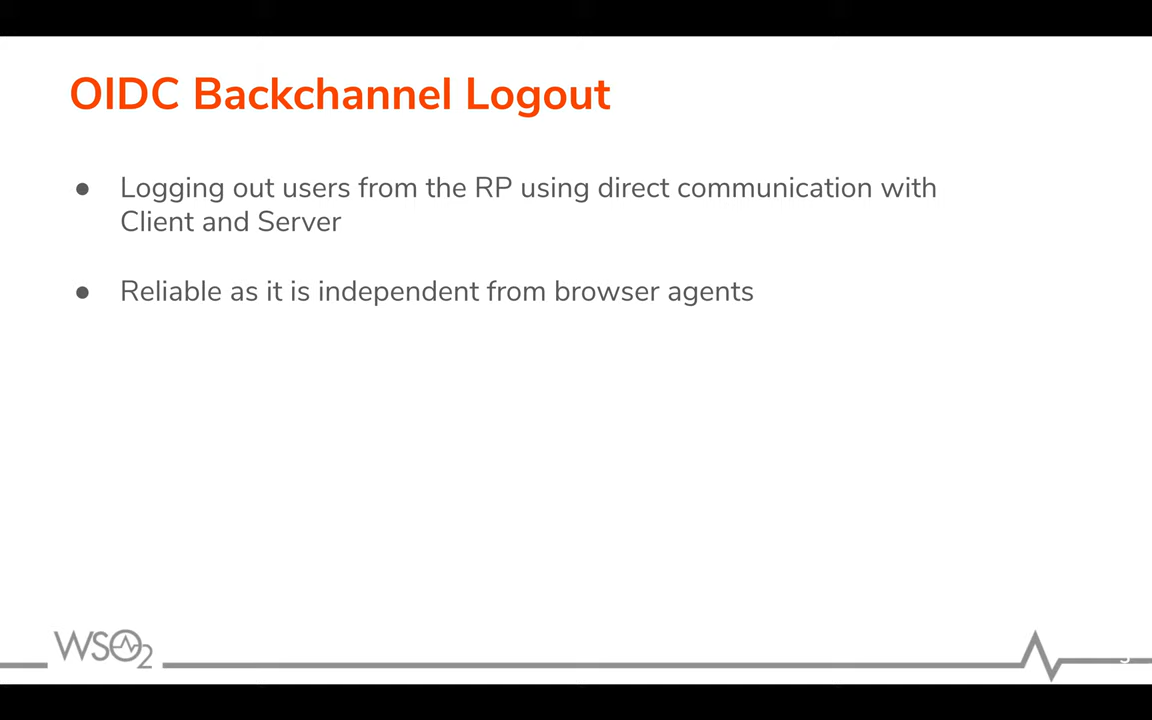 OIDC Backchannel Logout
● Logging out users from the RP using direct communication with
Client and Server
● Reliable as it is independent from browser agents
WSO2